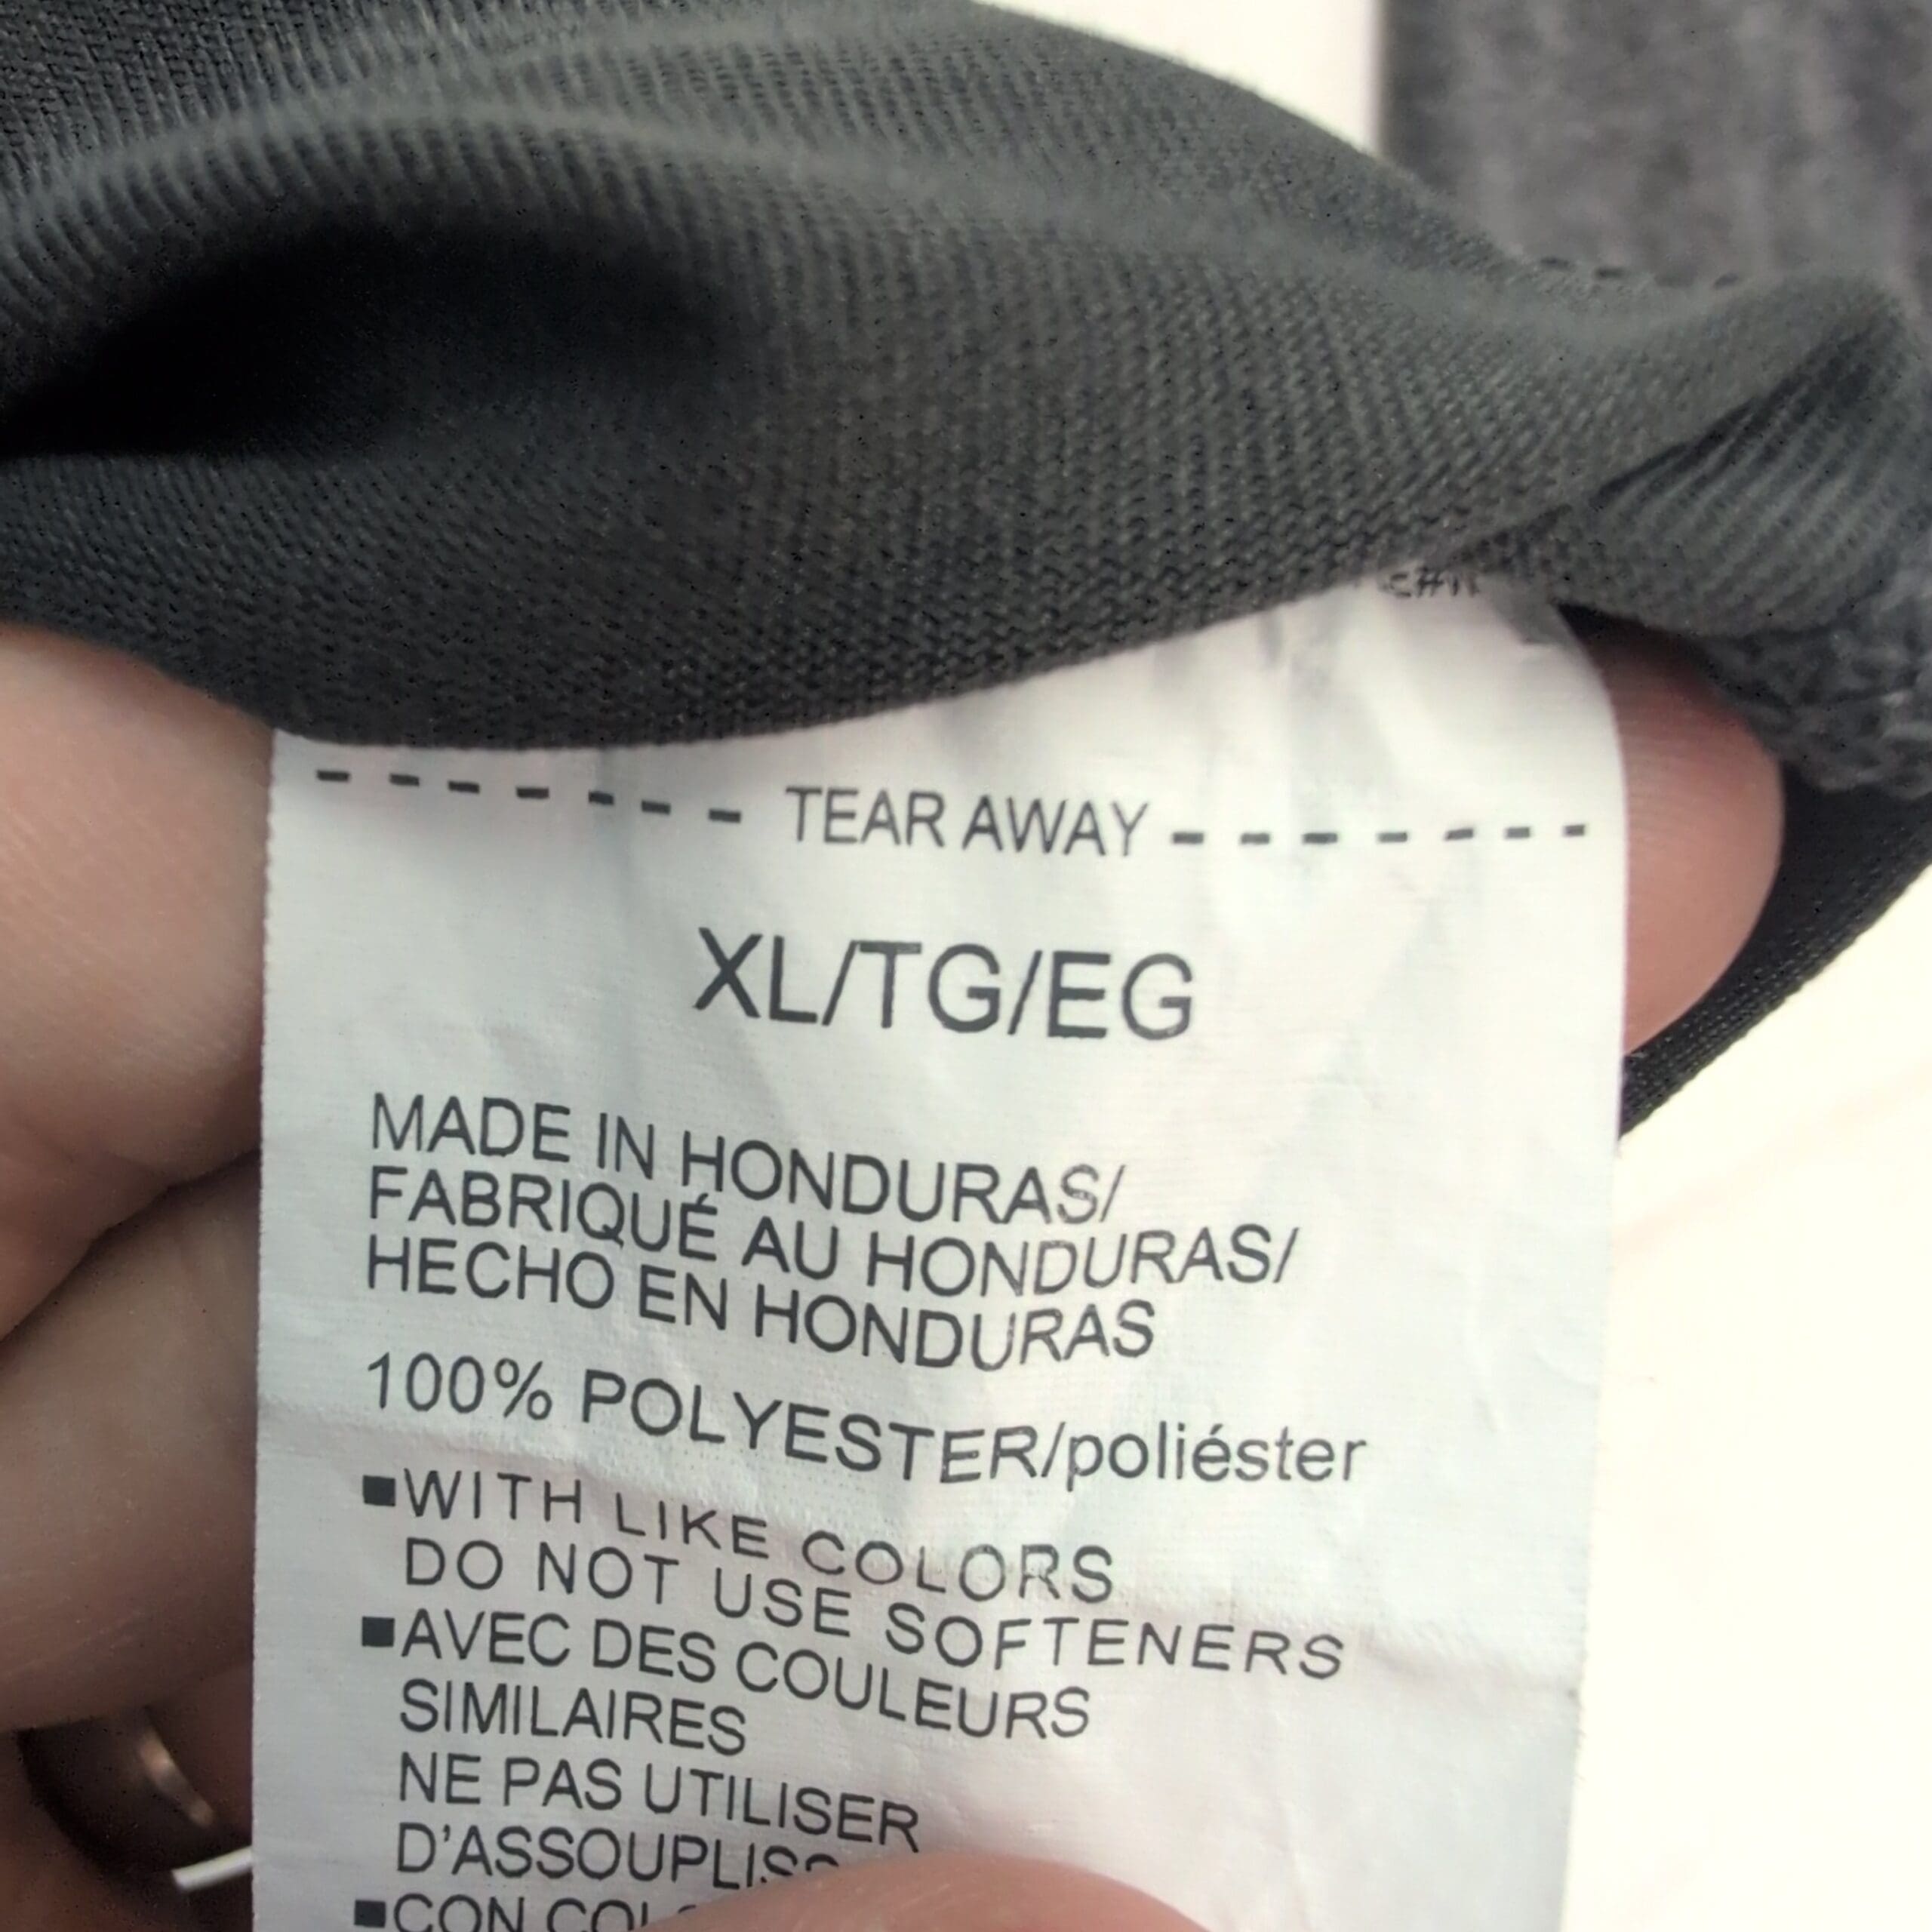 TEAR AWAY
XL/TG/EG
MADE IN HONDURAS/
FABRIQUÉ AU HONDURAS/
HECHO EN HONDURAS
100% POLYESTER/poliéster
▪WITH LIKE COLORS
DO NOT USE SOFTENERS
▪AVEC DES COULEURS
SIMILAIRES
NE PAS UTILISER
▪CON